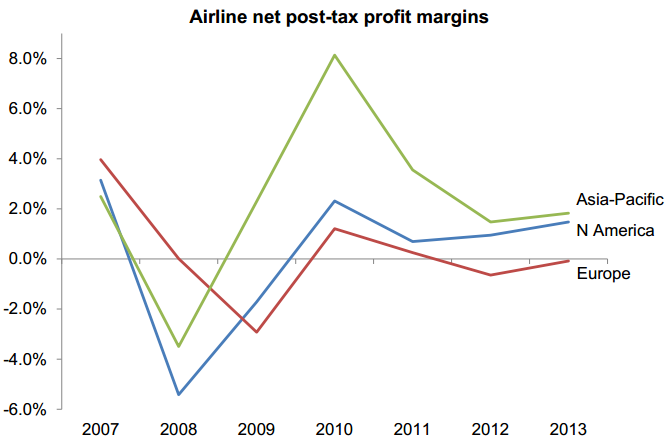 Airline net post-tax profit margins
8.0%
6.0%
4.0%
2.0%
0.0%
-2.0%
-4.0%
-6.0%
Asia-Pacific
N America
Europe
2007 2008 2009 2010 2011 2012 2013